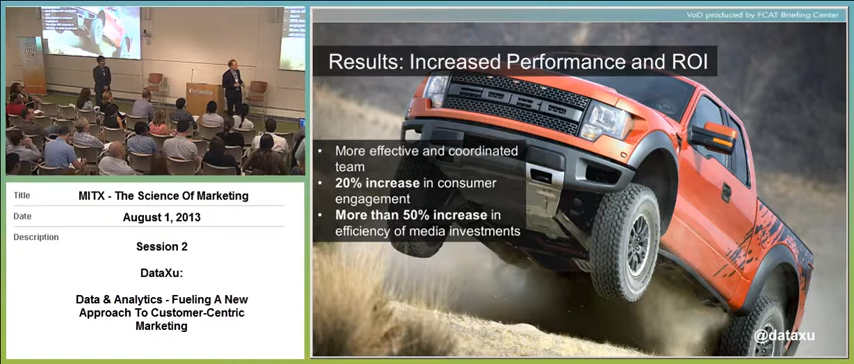 VoD produced by FCAT Briefing Center
Results: Increased Performance and ROI
• More effective and coordinated
team
• 20% increase in consumer
engagement
• More than 50% increase in
efficiency of media investments
@dataxu
Title MITX - The Science Of Marketing
Date August 1, 2013
Description
Session 2
DataXu:
Data & Analytics - Fueling A New
Approach To Customer-Centric
Marketing